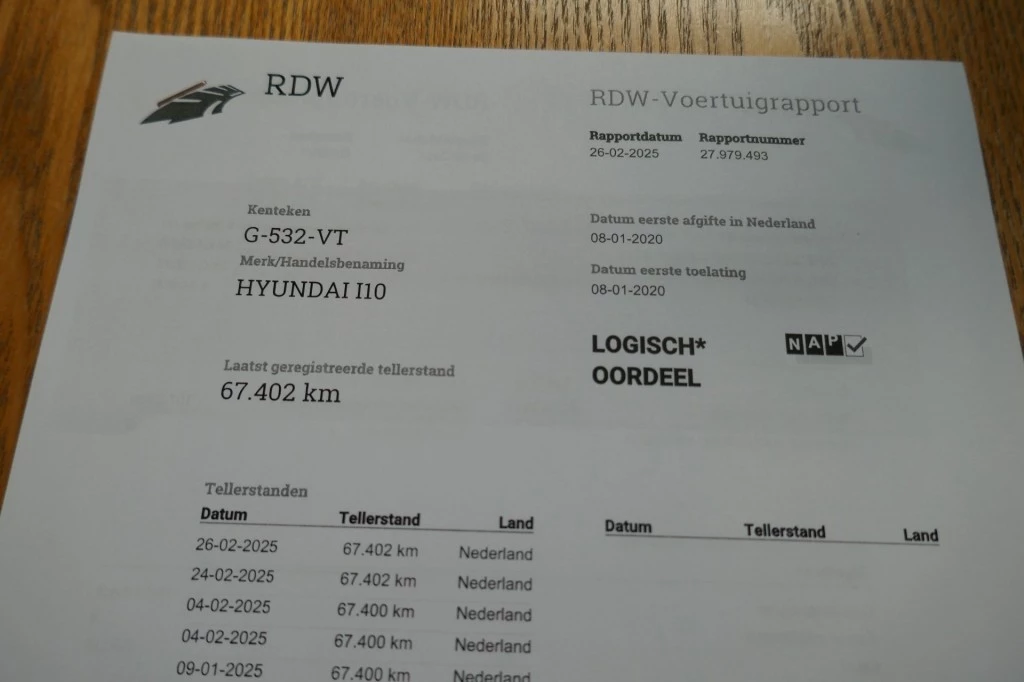 RDW
RDW-Voertuigrapport
Rapportdatum Rapportnummer
26-02-2025 27.979.493
Kenteken
G-532-VT
Merk/Handelsbenaming
HYUNDAI I10
Datum eerste afgifte in Nederland
08-01-2020
Datum eerste toelating
08-01-2020
Laatst geregistreerde tellerstand
67.402 km
LOGISCH*
OORDEEL
NAP
Tellerstanden
Datum Tellerstand Land
26-02-2025 67.402 km Nederland
24-02-2025 67.402 km Nederland
04-02-2025 67.400 km Nederland
04-02-2025 67.400 km Nederland
09-01-2025 67.400 km Nederland
Datum Tellerstand Land